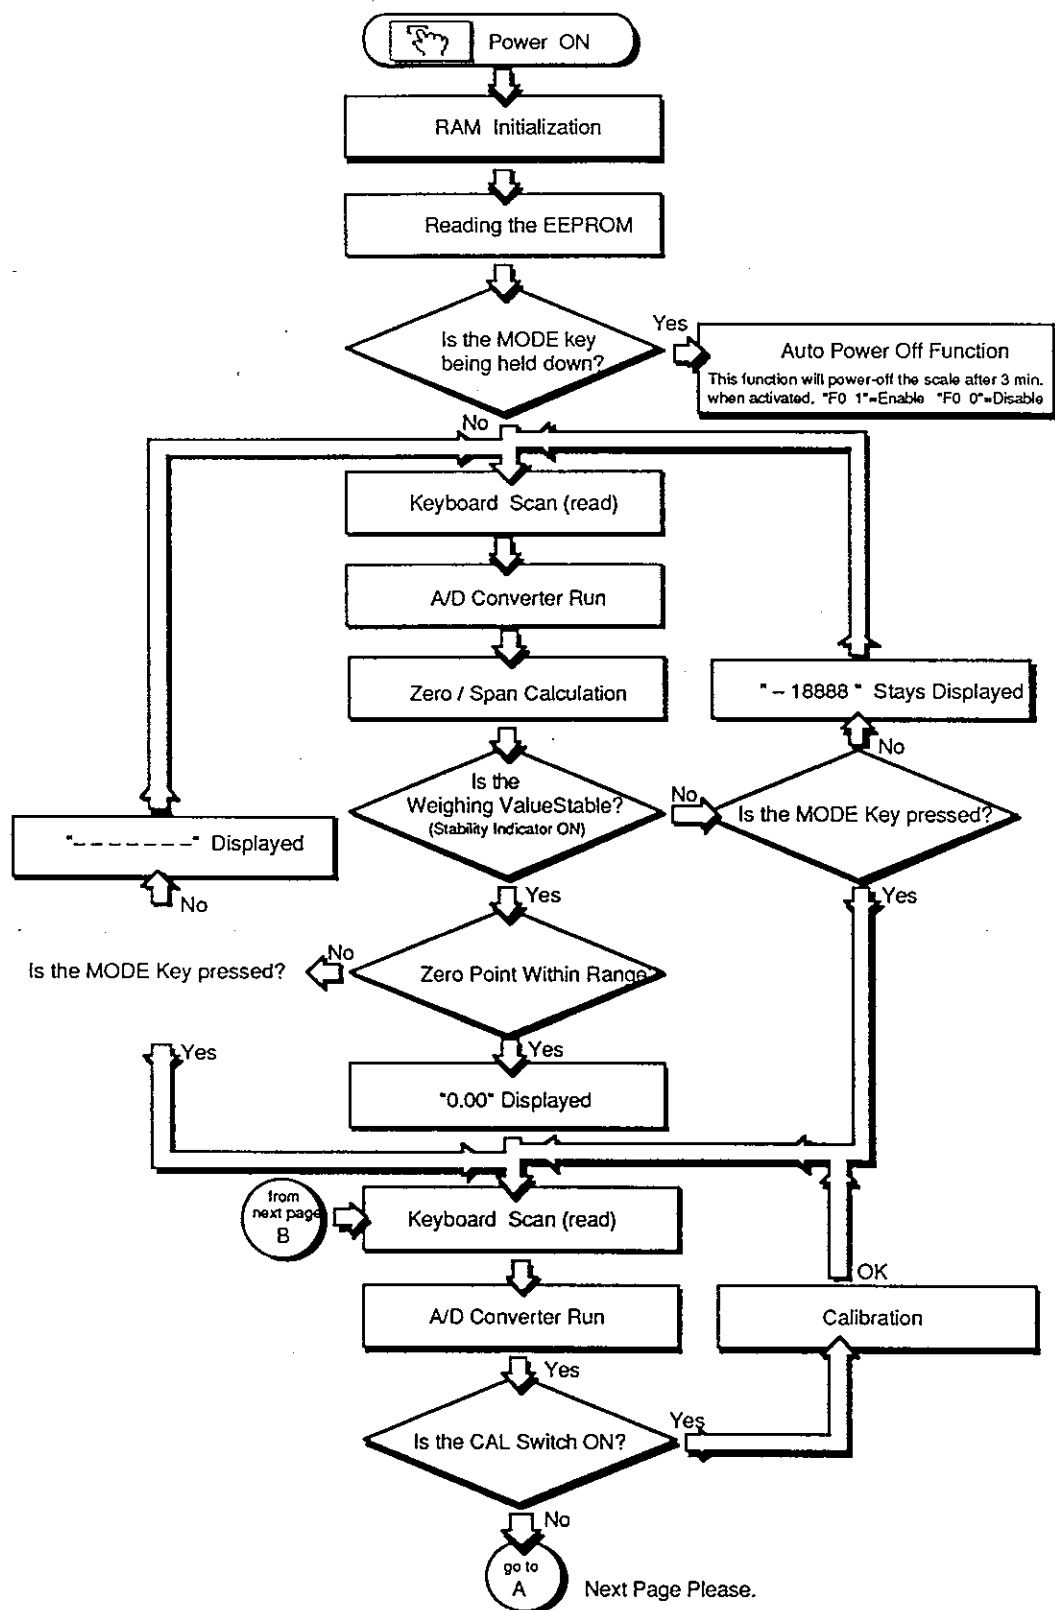 Power ON
RAM Initialization
Reading the EEPROM
Is the MODE key
being held down?
Yes
Auto Power Off Function
This function will power-off the scale after 3 min.
when activated, "F0 1"=Enable "F0 0"=Disable
No
Keyboard Scan (read)
A/D Converter Run
Zero / Span Calculation
"-18888" Stays Displayed
No
Is the
Weighing ValueStable?
(Stability Indicator ON)
No
Is the MODE Key pressed?
"-------" Displayed
No
Yes
Yes
Is the MODE Key pressed?
No
Zero Point Within Range
Yes
Yes
"0.00" Displayed
from
next page
B
Keyboard Scan (read)
OK
A/D Converter Run
Calibration
Yes
Is the CAL Switch ON?
Yes
No
go to
A
Next Page Please.